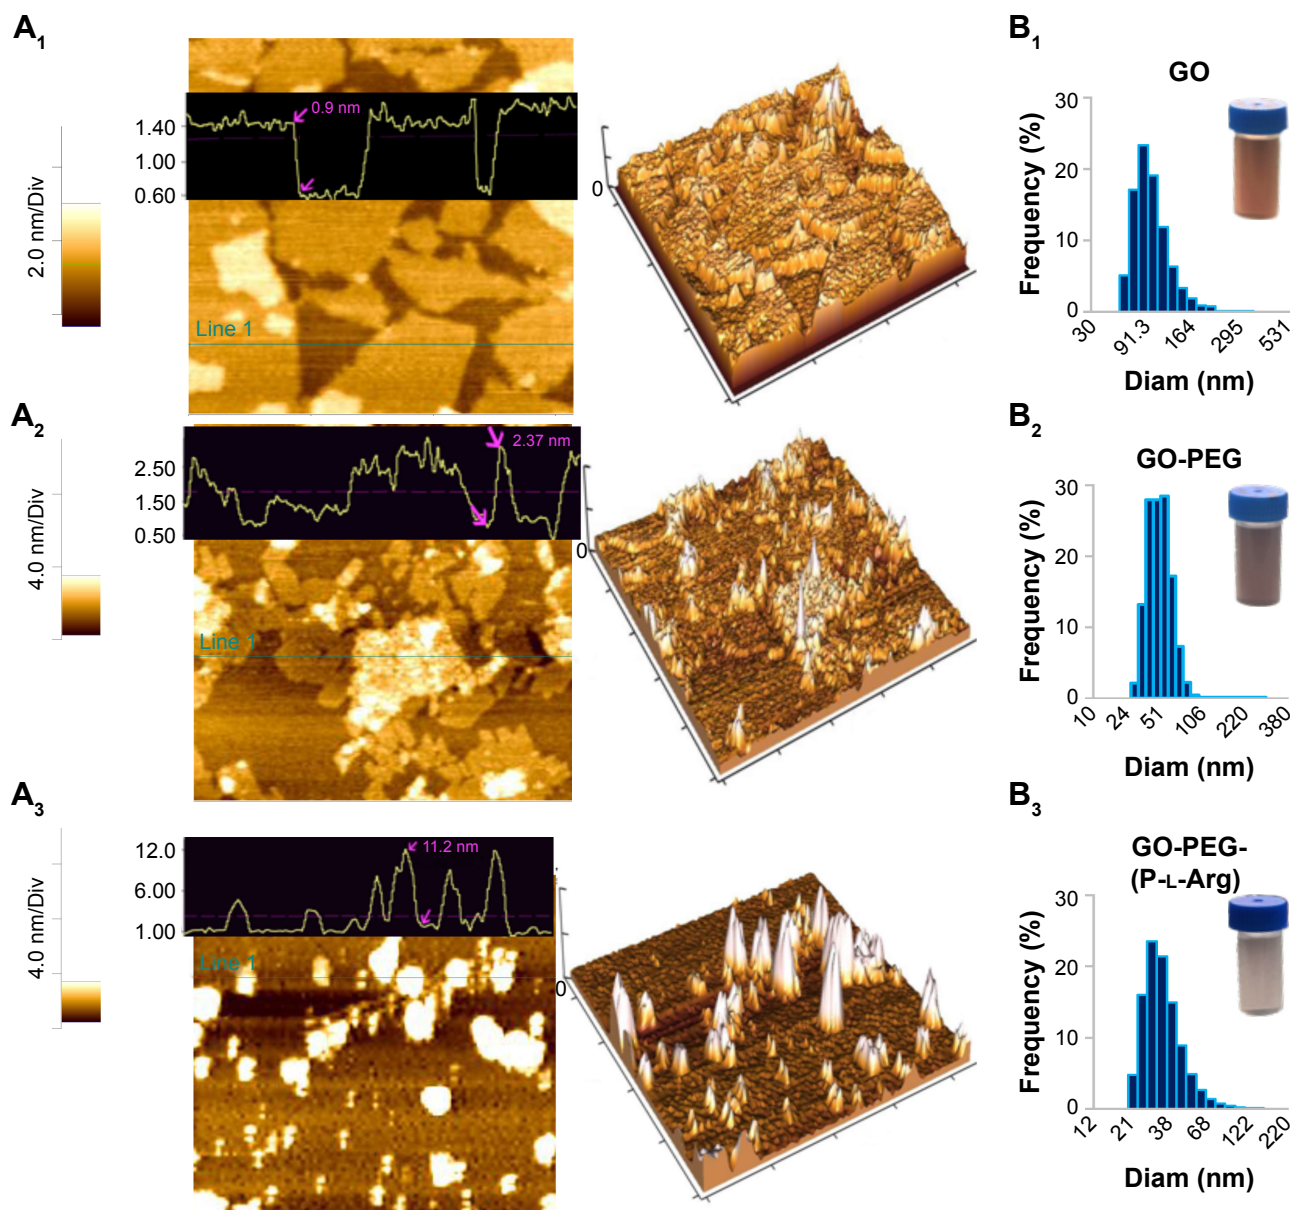 A1
2.0 nm/Div
0.9 nm
1.40
1.00
0.60
Line 1
0
B1
GO
Frequency (%)
30
20
10
0
30
91.3
164
295
531
Diam (nm)
A2
4.0 nm/Div
2.37 nm
2.50
1.50
0.50
Line 1
0
B2
GO-PEG
Frequency (%)
30
20
10
0
10
24
51
106
220
380
Diam (nm)
A3
4.0 nm/Div
11.2 nm
12.0
6.00
1.00
Line 1
0
B3
GO-PEG-
(P-L-Arg)
Frequency (%)
30
20
10
0
12
21
38
68
122
220
Diam (nm)